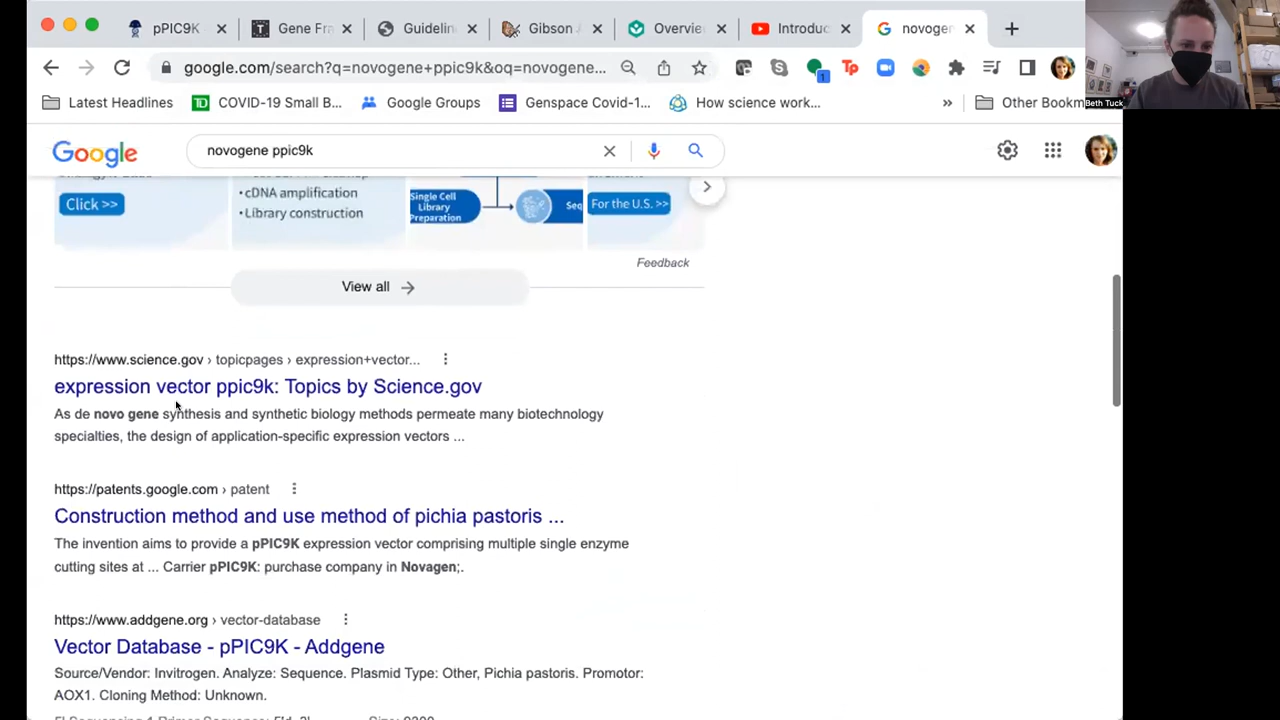 pPIC9K
Gene Fra
Guidelin
Gibson A
Overvie
Introduc
novogen
google.com/search?q=novogene+ppic9k&oq=novogene...
1
Latest Headlines
COVID-19 Small B...
Google Groups
Genspace Covid-1...
How science work...
»
Other Bookm
Beth Tuck
Google
novogene ppic9k
Click >>
•cDNA amplification
•Library construction
Single Cell
Library
Preparation
Seq
For the U.S. >>
Feedback
View all
https://www.science.gov › topicpages › expression+vector...
expression vector ppic9k: Topics by Science.gov
As de novo gene synthesis and synthetic biology methods permeate many biotechnology
specialties, the design of application-specific expression vectors ...
https://patents.google.com › patent
Construction method and use method of pichia pastoris ...
The invention aims to provide a pPIC9K expression vector comprising multiple single enzyme
cutting sites at ... Carrier pPIC9K: purchase company in Novagen;.
https://www.addgene.org › vector-database
Vector Database - pPIC9K - Addgene
Source/Vendor: Invitrogen. Analyze: Sequence. Plasmid Type: Other, Pichia pastoris. Promotor:
AOX1. Cloning Method: Unknown.